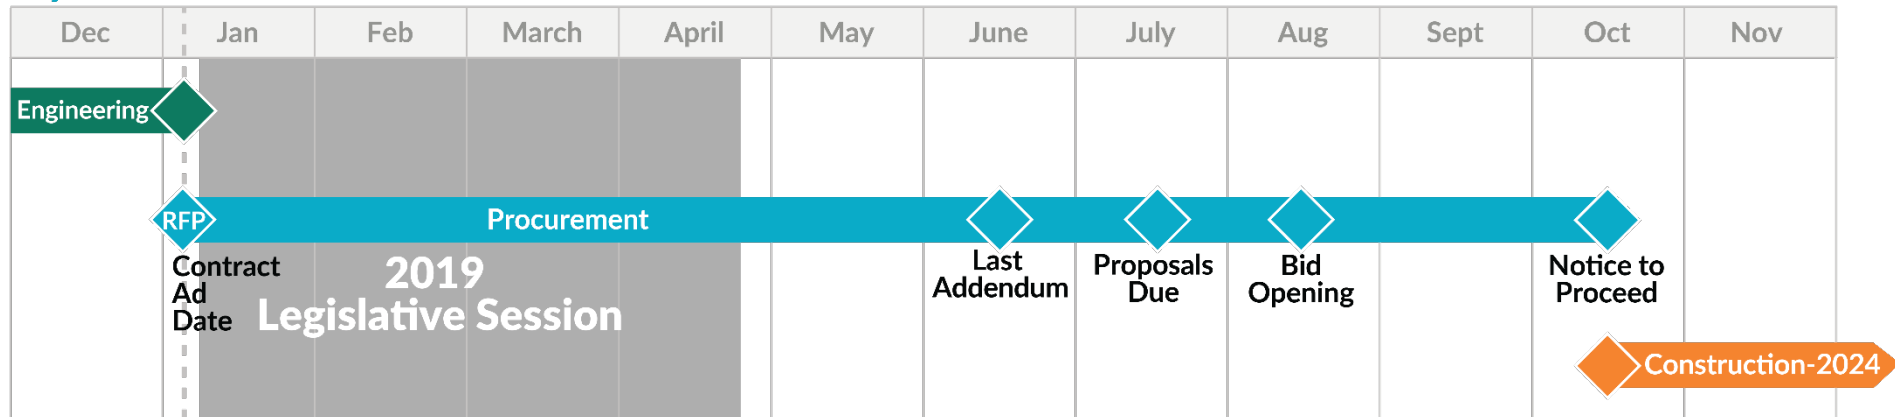 Dec Jan Feb March April May June July Aug Sept Oct Nov
Engineering
RFP Procurement
Contract
Ad
Date
2019
Legislative Session
Last
Addendum
Proposals
Due
Bid
Opening
Notice to
Proceed
Construction-2024